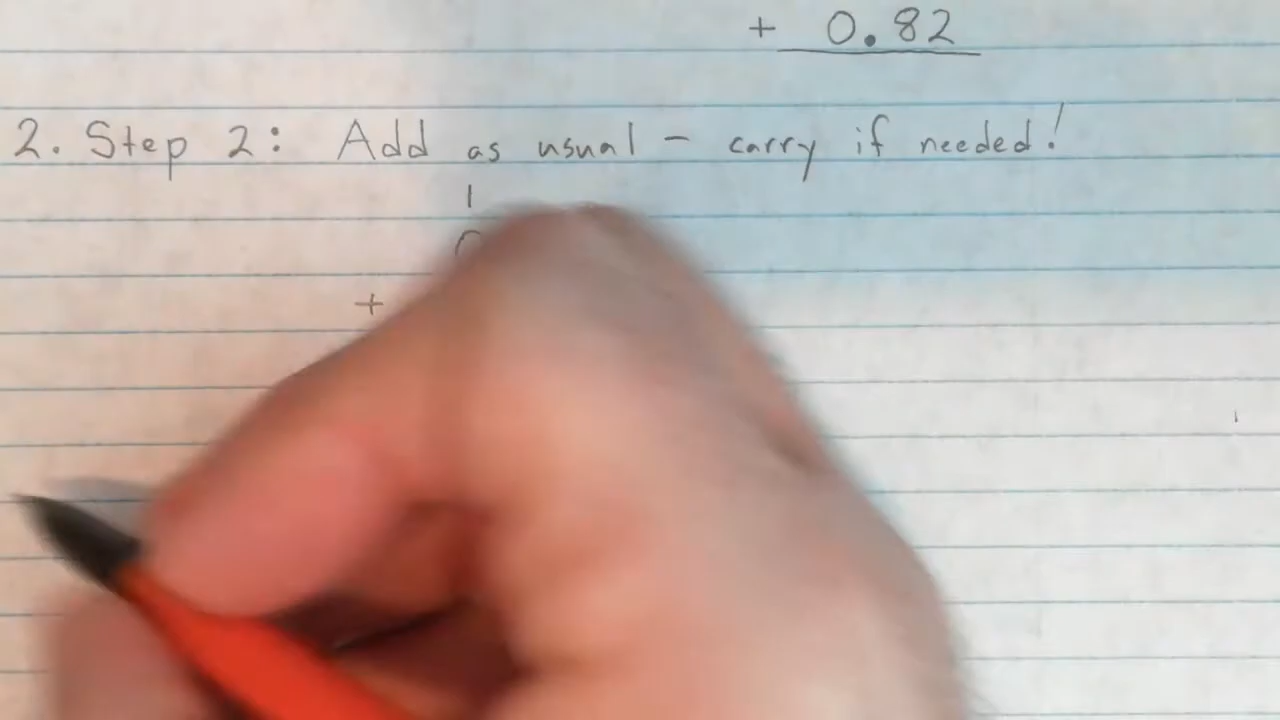 + 0.82
2. Step 2: Add as usual - carry if needed!
1
+